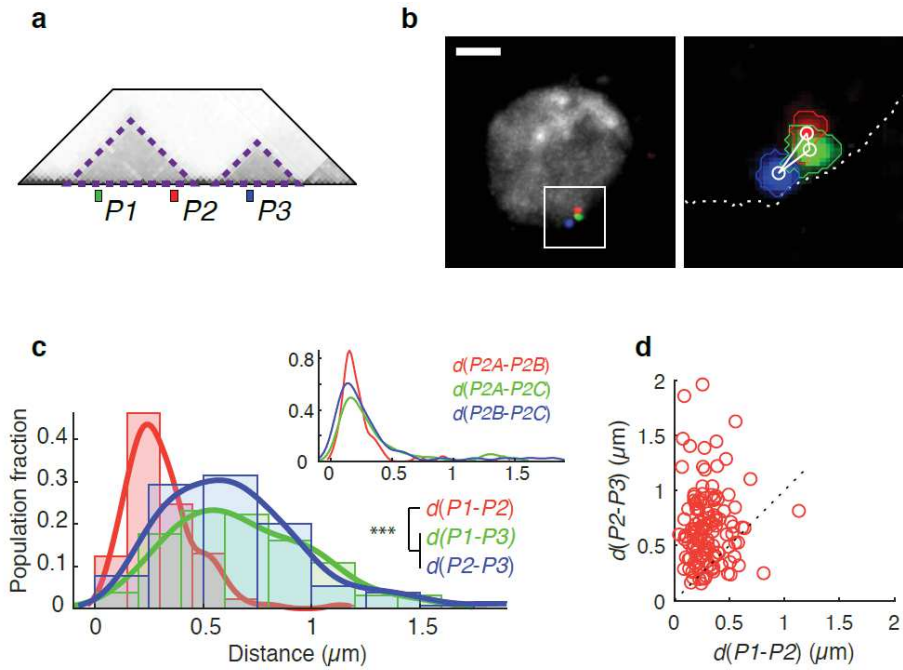 a
P1 P2 P3
b
c
Population fraction
0.4
0.3
0.2
0.1
0
0 0.5 1 1.5
Distance (μm)
0.8
0.4
0
0 0.5 1 1.5
d(P2A-P2B)
d(P2A-P2C)
d(P2B-P2C)
***
d(P1-P2)
d(P1-P3)
d(P2-P3)
d
d(P2-P3) (μm)
2
1.5
1
0.5
0
0 0.5 1 1.5 2
d(P1-P2) (μm)